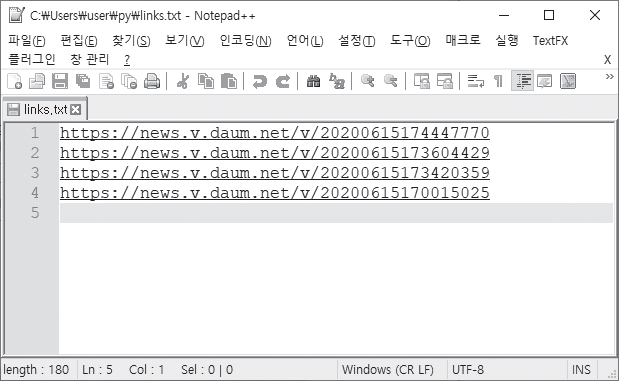 C:₩Users₩user₩py₩links.txt - Notepad++
파일(F) 편집(E) 찾기(S) 보기(V) 인코딩(N) 언어(L) 설정(T) 도구(O) 매크로 실행 TextFX
플러그인 창 관리 ? X
links.txt
1 https://news.v.daum.net/v/20200615174447770
2 https://news.v.daum.net/v/20200615173604429
3 https://news.v.daum.net/v/20200615173420359
4 https://news.v.daum.net/v/20200615170015025
5
length : 180 Ln : 5 Col : 1 Sel : 0 | 0 Windows (CR LF) UTF-8 INS